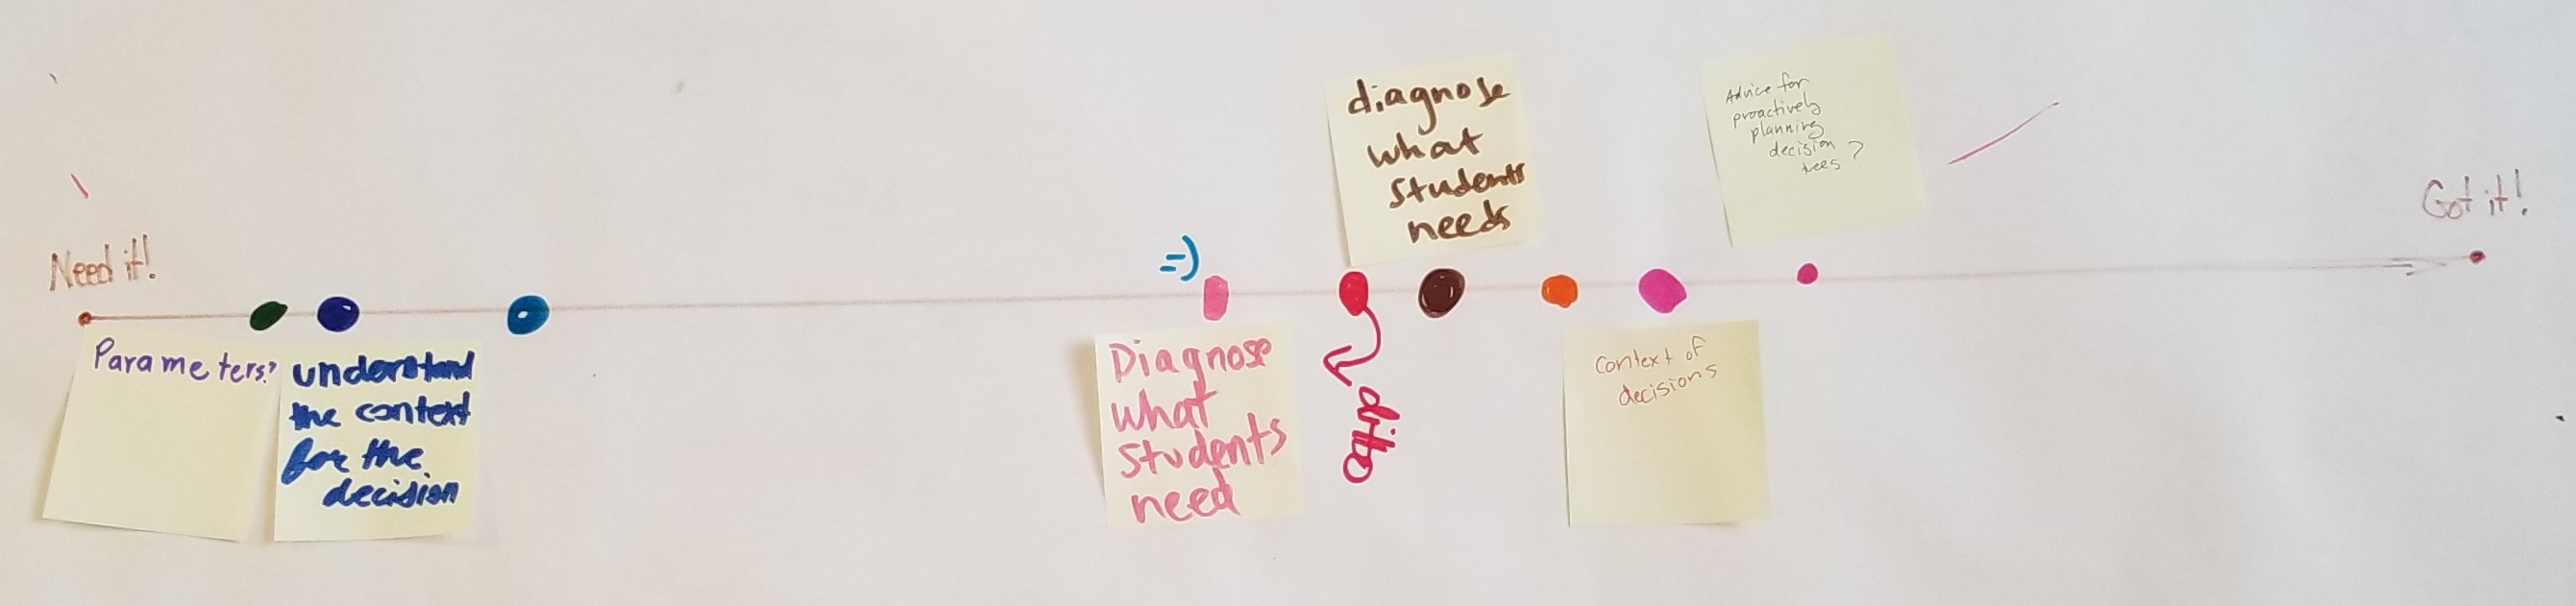 Need it!
Parameters?
understand
the context
for the
decision
=)
Diagnose
what
students
need
diagnose
what
students
needs
ditto
Context of
decisions
Advice for
proactively
planning
decision
trees?
Got it!